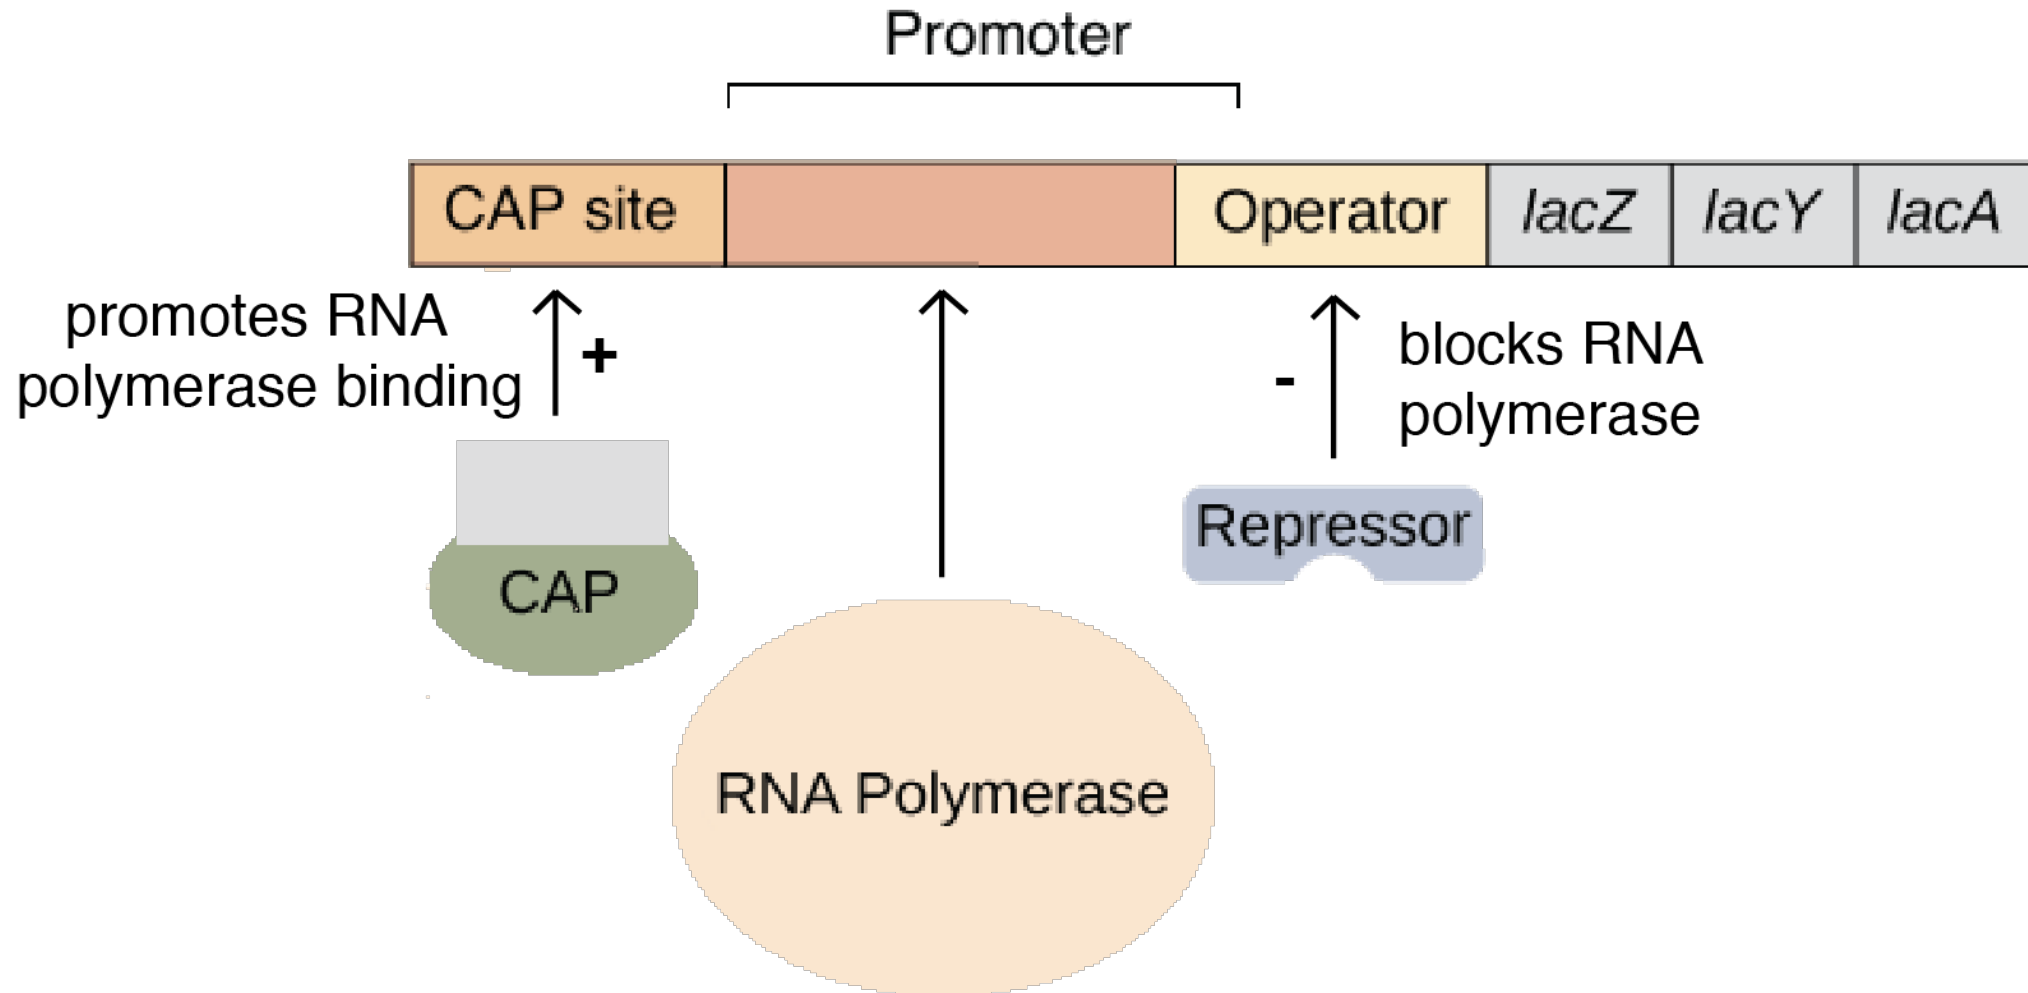 Promoter
CAP site
Operator
lacZ
lacY
lacA
promotes RNA
polymerase binding
+
-
blocks RNA
polymerase
CAP
Repressor
RNA Polymerase